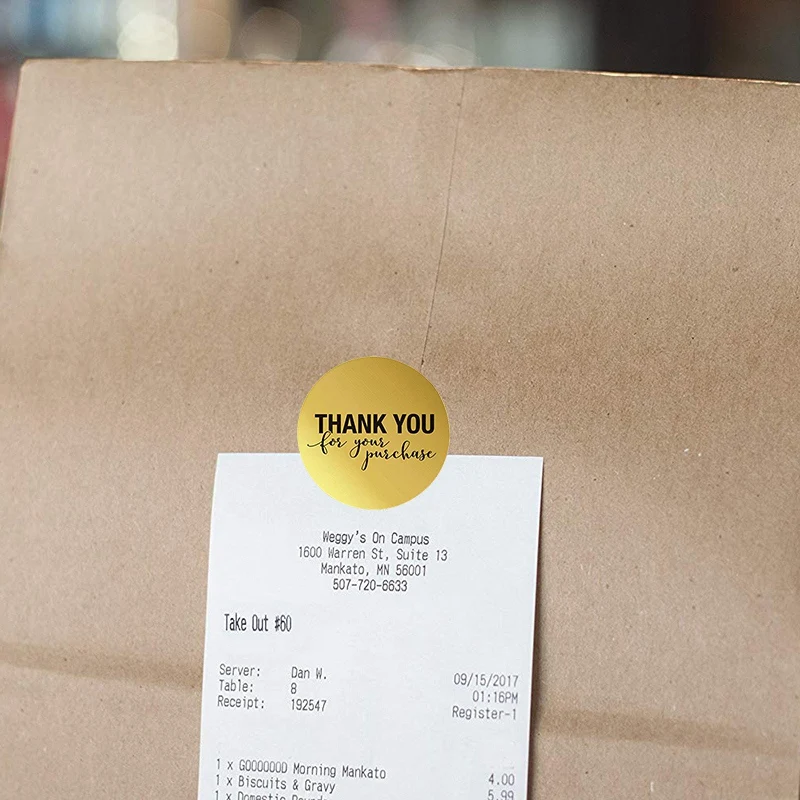 THANK YOU
for your
purchase
Weggy's On Campus
1600 Warren St, Suite 13
Mankato, MN 56001
507-720-6633
Take Out #60
Server: Dan W. 09/15/2017
Table: 8 01:16PM
Receipt: 192547 Register-1
1 x GOOOOOOD Morning Mankato 4.00
1 x Biscuits & Gravy 5.99
1 x Domestic